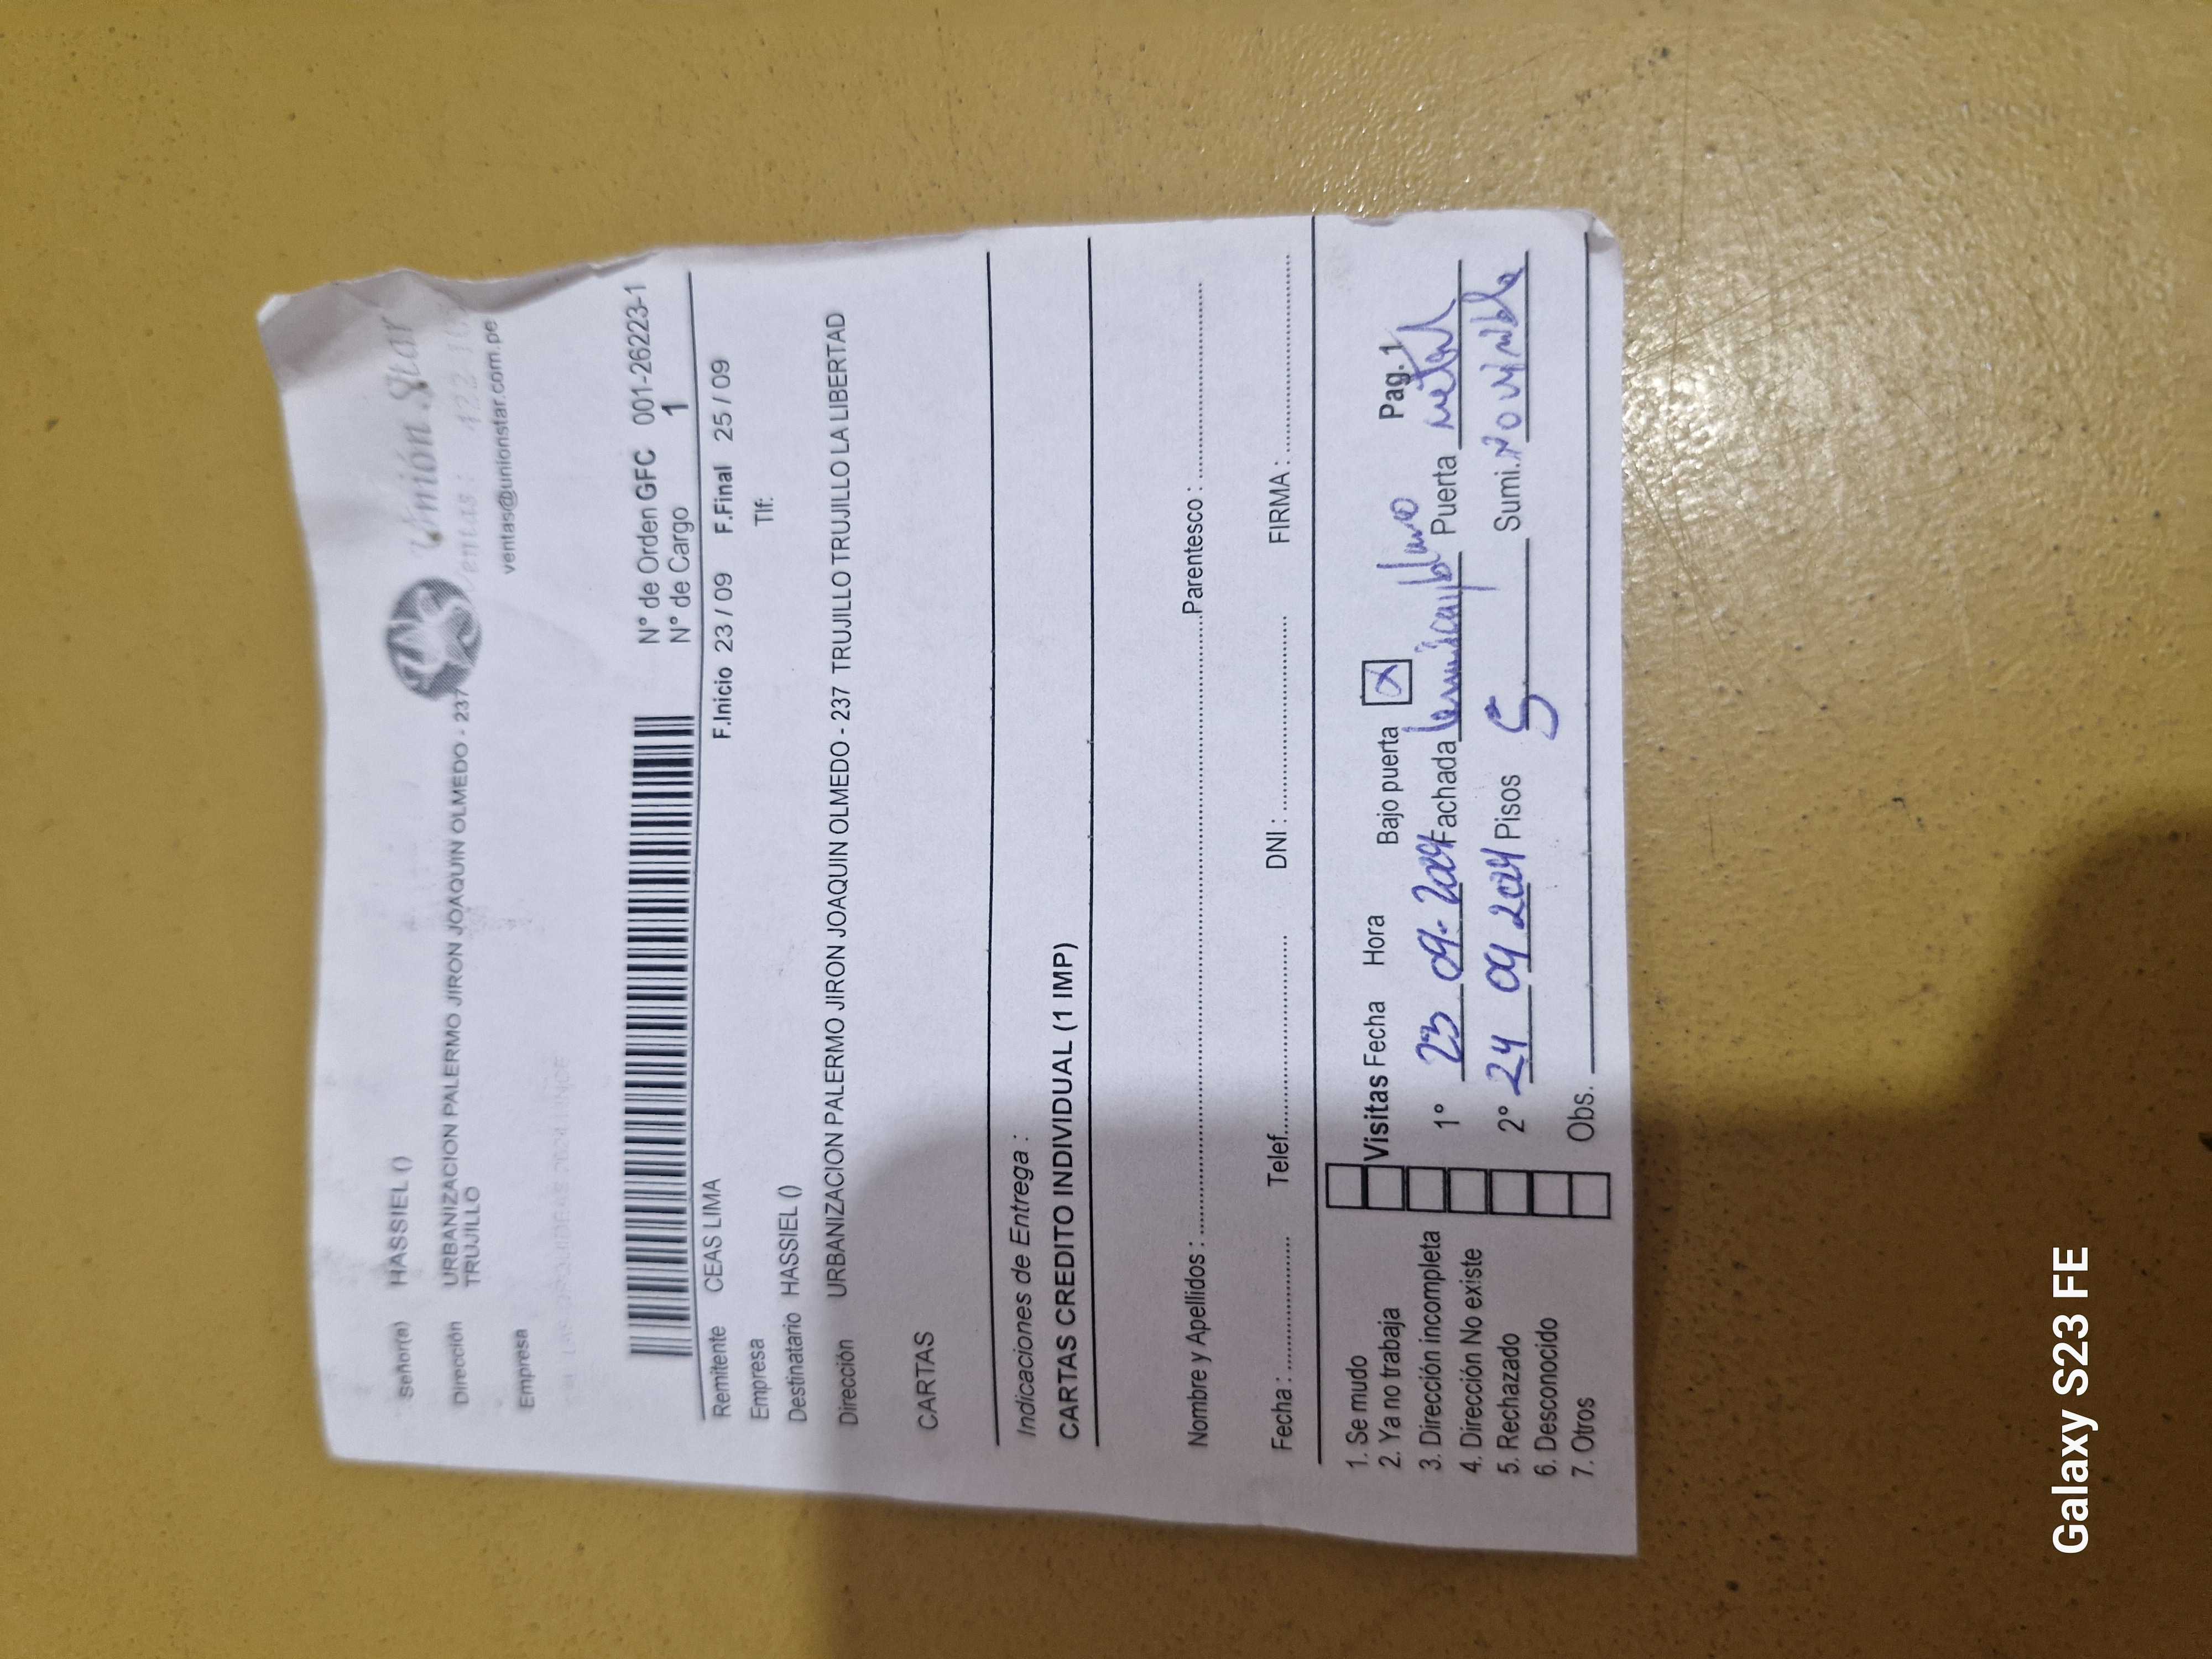 Unión Star
ventas@unionstar.com.pe
Señor(a) HASSIEL ()
Dirección URBANIZACION PALERMO JIRON JOAQUIN OLMEDO - 237
TRUJILLO
Empresa
N° de Orden GFC 001-26223-1
N° de Cargo 1
Remitente CEAS LIMA F.Inicio 23 / 09 F.Final 25 / 09
Empresa Tlf.
Destinatario HASSIEL ()
Dirección URBANIZACION PALERMO JIRON JOAQUIN OLMEDO - 237 TRUJILLO TRUJILLO LA LIBERTAD
CARTAS
Indicaciones de Entrega :
CARTAS CREDITO INDIVIDUAL (1 IMP)
Nombre y Apellidos : Parentesco :
Fecha : Telef. DNI : FIRMA :
1. Se mudo
2. Ya no trabaja
3. Dirección incompleta
4. Dirección No existe
5. Rechazado
6. Desconocido
7. Otros
Visitas Fecha Hora Bajo puerta x Pag. 1
1° 23 09-2024 Fachada Puerta metal
2° 24 09 2024 Pisos 5 Sumi. No visible
Obs.
Galaxy S23 FE